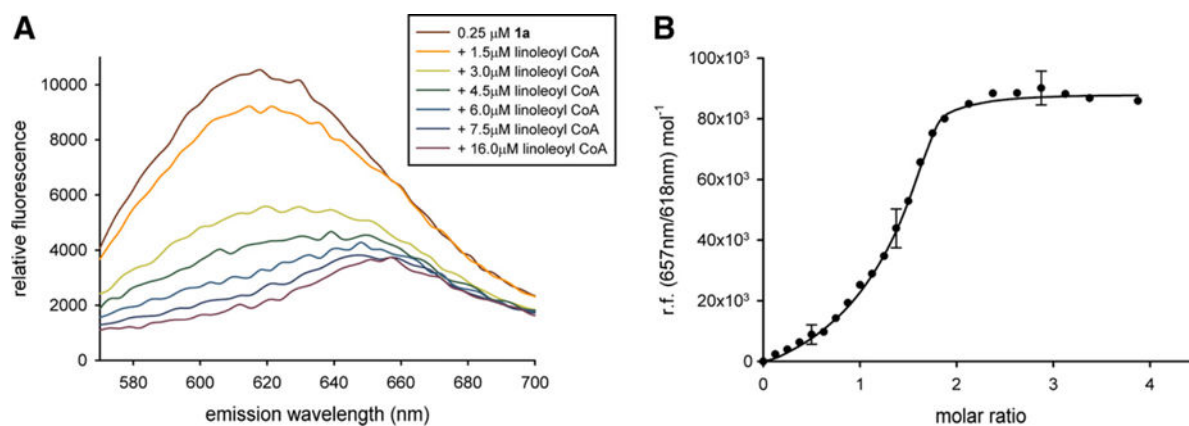 A
0.25 μM 1a
+ 1.5μM linoleoyl CoA
+ 3.0μM linoleoyl CoA
+ 4.5μM linoleoyl CoA
+ 6.0μM linoleoyl CoA
+ 7.5μM linoleoyl CoA
+ 16.0μM linoleoyl CoA
relative fluorescence
10000
8000
6000
4000
2000
0
580 600 620 640 660 680 700
emission wavelength (nm)
B
r.f. (657nm/618nm) mol-1
100x10³
80x10³
60x10³
40x10³
20x10³
0
0 1 2 3 4
molar ratio